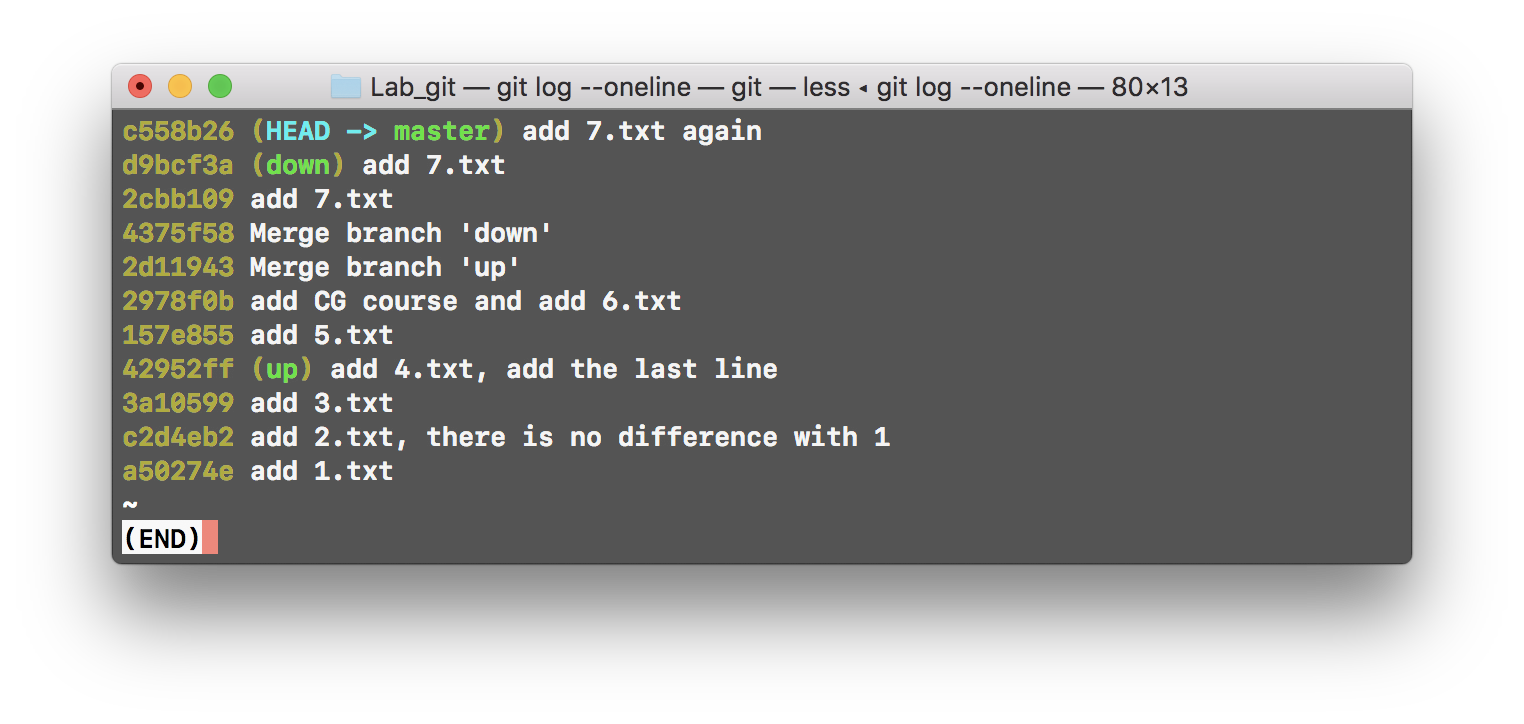 Lab_git — git log --oneline — git — less ◂ git log --oneline — 80×13
c558b26 (HEAD -> master) add 7.txt again
d9bcf3a (down) add 7.txt
2cbb109 add 7.txt
4375f58 Merge branch 'down'
2d11943 Merge branch 'up'
2978f0b add CG course and add 6.txt
157e855 add 5.txt
42952ff (up) add 4.txt, add the last line
3a10599 add 3.txt
c2d4eb2 add 2.txt, there is no difference with 1
a50274e add 1.txt
~
(END)